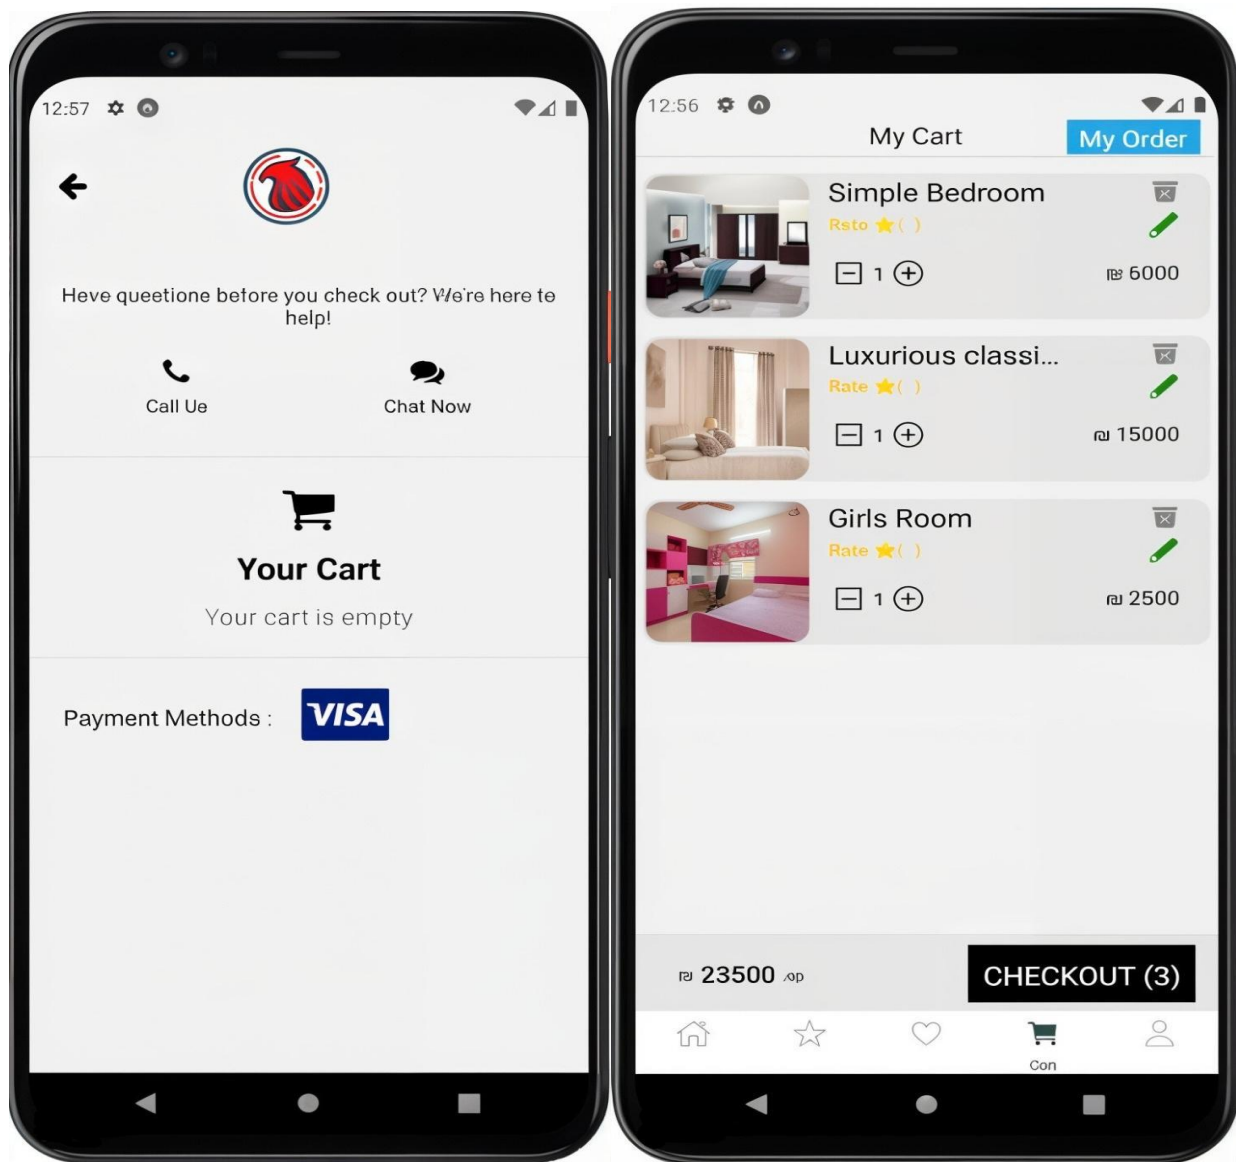 12:57
Heve queetione betore you check out? We're here te
help!
Call Ue
Chat Now
Your Cart
Your cart is empty
Payment Methods :
VISA
12:56
My Cart
My Order
Simple Bedroom
Rsto ( )
1
₪ 6000
Luxurious classi...
Rate ( )
1
₪ 15000
Girls Room
Rate ( )
1
₪ 2500
₪ 23500
CHECKOUT (3)
Con